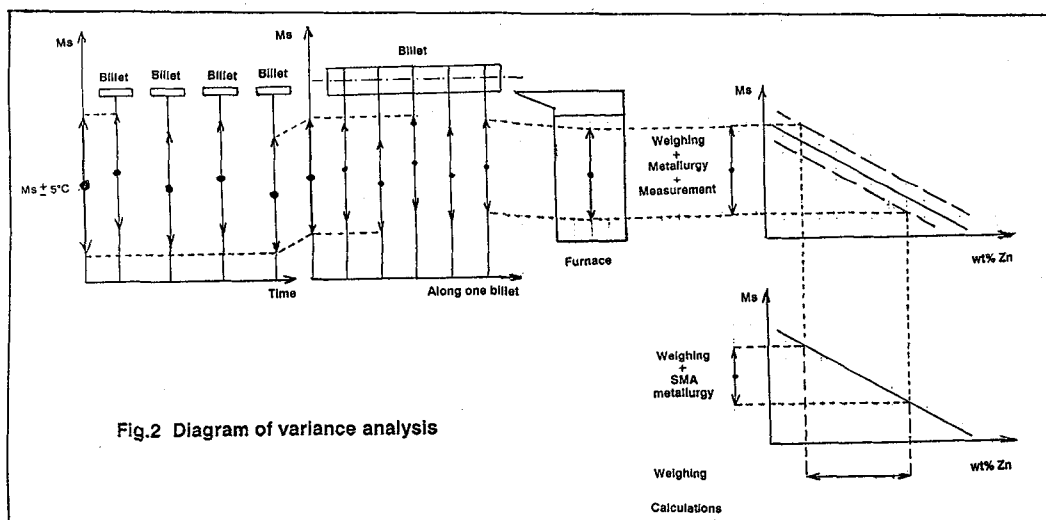 Ms
Billet
Billet
Billet
Billet
Ms ± 5°C
Time
Ms
Billet
Along one billet
Furnace
Weighing
+
Metallurgy
+
Measurement
Ms
wt% Zn
Weighing
+
SMA
metallurgy
Ms
wt% Zn
Weighing
Calculations
Fig.2 Diagram of variance analysis